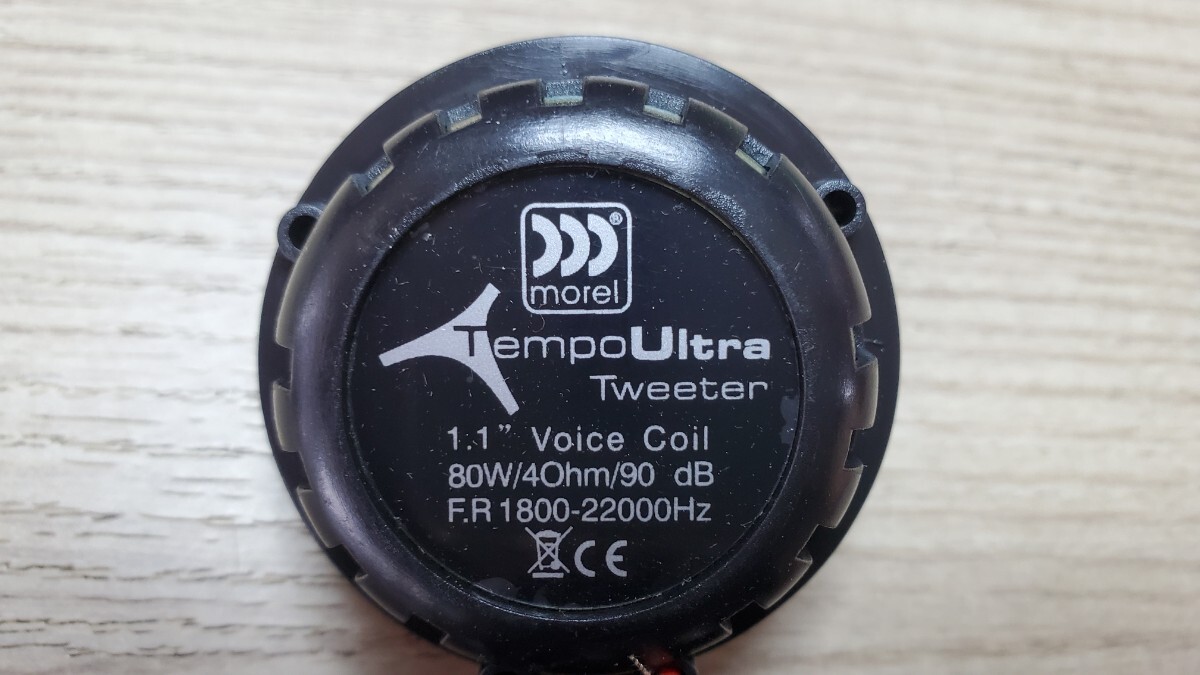 morel®
TempoUltra
Tweeter
1.1” Voice Coil
80W/4Ohm/90 dB
F.R 1800-22000Hz
CE